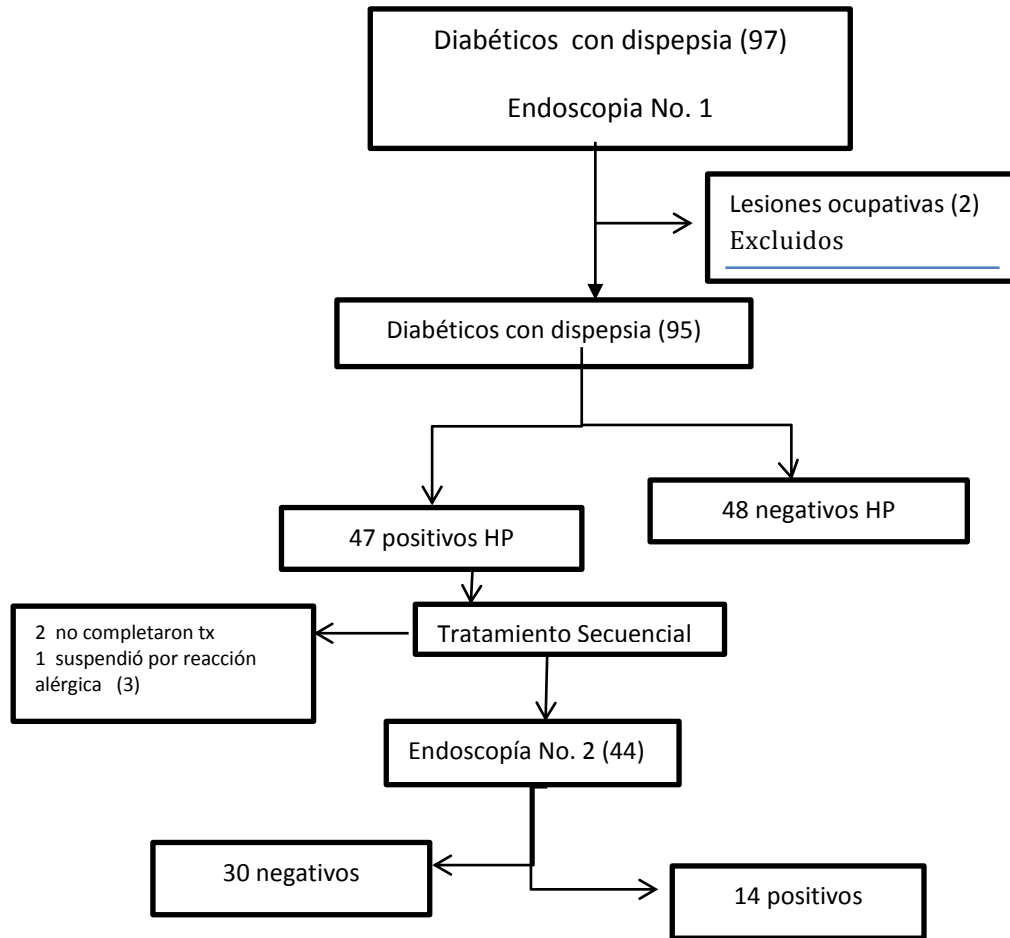 Diabéticos con dispepsia (97)
Endoscopia No. 1
Lesiones ocupativas (2)
Excluidos
Diabéticos con dispepsia (95)
47 positivos HP
48 negativos HP
2 no completaron tx
1 suspendió por reacción
alérgica (3)
Tratamiento Secuencial
Endoscopía No. 2 (44)
30 negativos
14 positivos